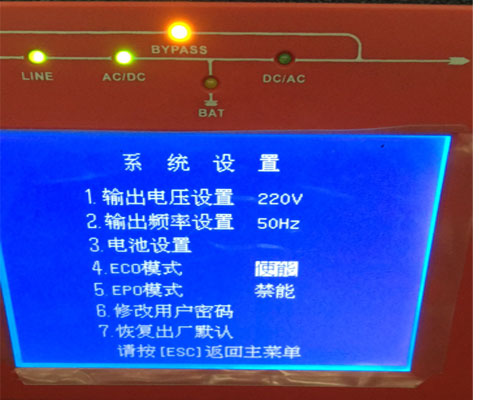 BYPASS
LINE
AC/DC
DC/AC
BAT
系统设置
1.输出电压设置 220V
2.输出频率设置 50Hz
3.电池设置
4.ECO模式 使能
5.EPO模式 禁能
6.修改用户密码
7.恢复出厂默认
请按[ESC]返回主菜单